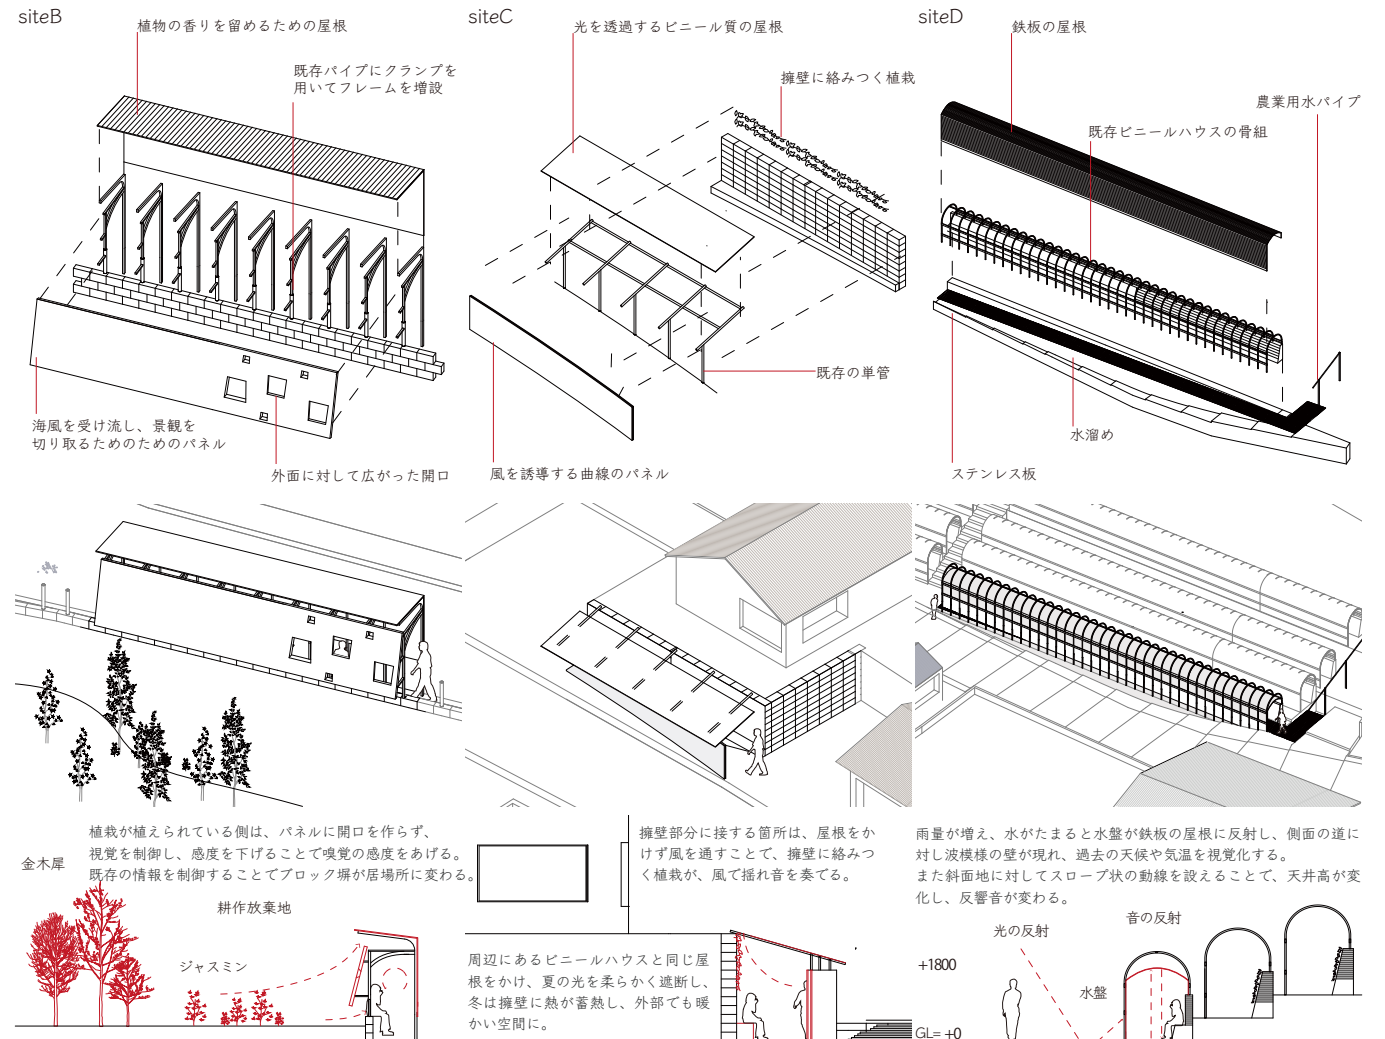 siteB
植物の香りを留めるための屋根
既存パイプにクランプを
用いてフレームを増設
海風を受け流し、景観を
切り取るためのためのパネル
外面に対して広がった開口
siteC
光を透過するビニール質の屋根
擁壁に絡みつく植栽
既存の単管
風を誘導する曲線のパネル
siteD
鉄板の屋根
農業用水パイプ
既存ビニールハウスの骨組
水溜め
ステンレス板
植栽が植えられている側は、パネルに開口を作らず、
視覚を制御し、感度を下げることで嗅覚の感度をあげる。
既存の情報を制御することでブロック塀が居場所に変わる。
金木犀
耕作放棄地
ジャスミン
擁壁部分に接する箇所は、屋根をか
けず風を通すことで、擁壁に絡みつ
く植栽が、風で揺れ音を奏でる。
周辺にあるビニールハウスと同じ屋
根をかけ、夏の光を柔らかく遮断し、
冬は擁壁に熱が蓄熱し、外部でも暖
かい空間に。
雨量が増え、水がたまると水盤が鉄板の屋根に反射し、側面の道に
対し波模様の壁が現れ、過去の天候や気温を視覚化する。
また斜面地に対してスロープ状の動線を設えることで、天井高が変
化し、反響音が変わる。
音の反射
光の反射
+1800
水盤
GL= +0